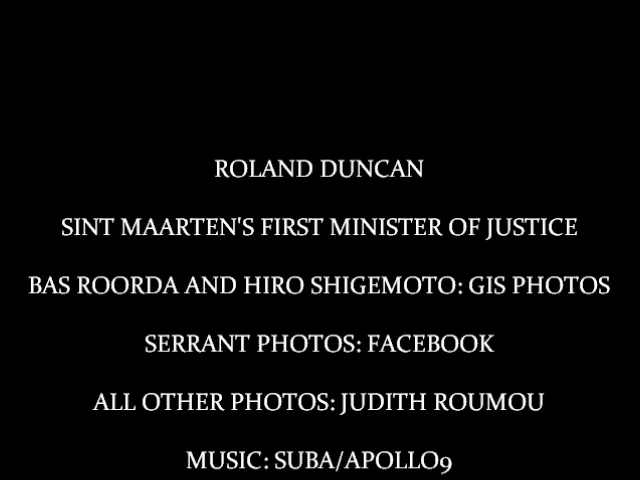 ROLAND DUNCAN
SINT MAARTEN'S FIRST MINISTER OF JUSTICE
BAS ROORDA AND HIRO SHIGEMOTO: GIS PHOTOS
SERRANT PHOTOS: FACEBOOK
ALL OTHER PHOTOS: JUDITH ROUMOU
MUSIC: SUBA/APOLLO9